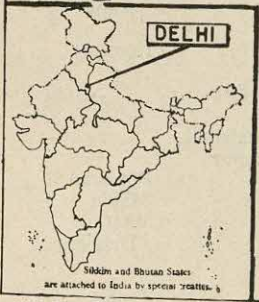 DELHI
Sikkim and Bhutan States
are attached to India by special treaties.